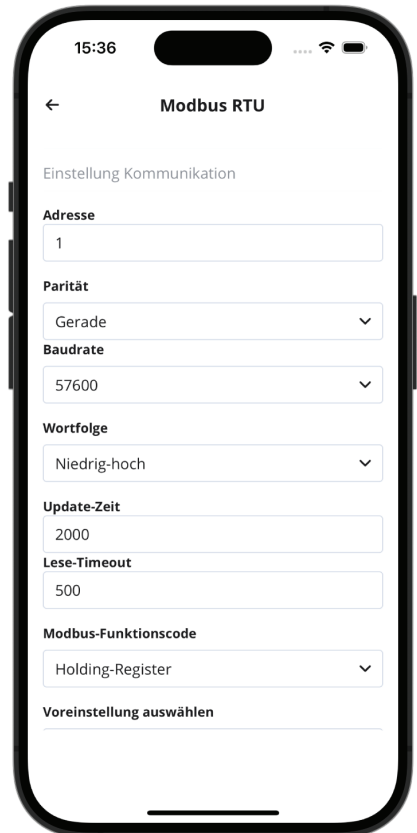 15:36
Modbus RTU
Einstellung Kommunikation
Adresse
1
Parität
Gerade
Baudrate
57600
Wortfolge
Niedrig-hoch
Update-Zeit
2000
Lese-Timeout
500
Modbus-Funktionscode
Holding-Register
Voreinstellung auswählen